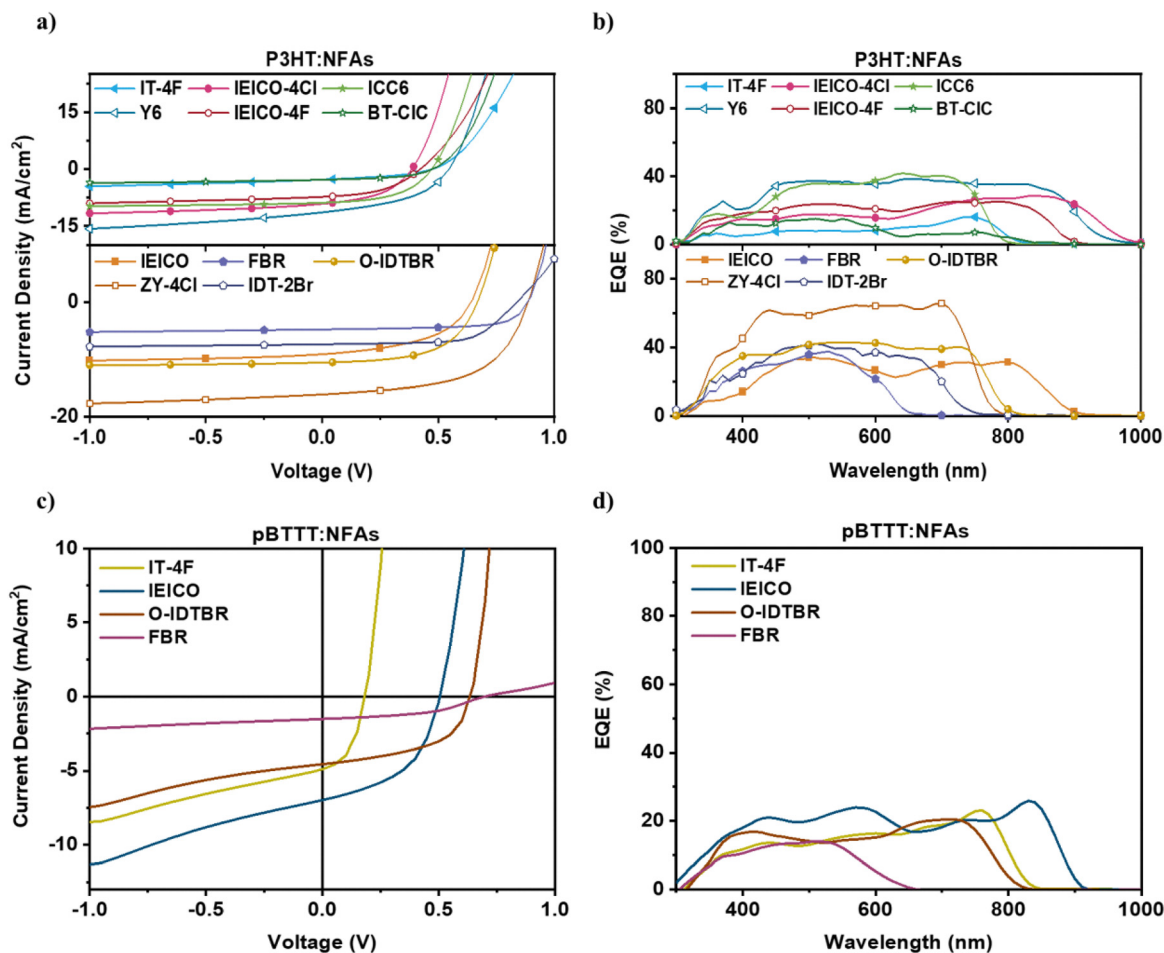 a)
P3HT:NFAs
IT-4F IEICO-4Cl ICC6
Y6 IEICO-4F BT-CIC
15
0
-15
IEICO FBR O-IDTBR
ZY-4Cl IDT-2Br
0
-20
-1.0 -0.5 0.0 0.5 1.0
Voltage (V)
Current Density (mA/cm²)
b)
P3HT:NFAs
IT-4F IEICO-4Cl ICC6
Y6 IEICO-4F BT-CIC
80
40
0
IEICO FBR O-IDTBR
ZY-4Cl IDT-2Br
80
40
0
400 600 800 1000
Wavelength (nm)
EQE (%)
c)
pBTTT:NFAs
IT-4F
IEICO
O-IDTBR
FBR
10
5
0
-5
-10
-1.0 -0.5 0.0 0.5 1.0
Voltage (V)
Current Density (mA/cm²)
d)
pBTTT:NFAs
IT-4F
IEICO
O-IDTBR
FBR
100
80
60
40
20
0
400 600 800 1000
Wavelength (nm)
EQE (%)